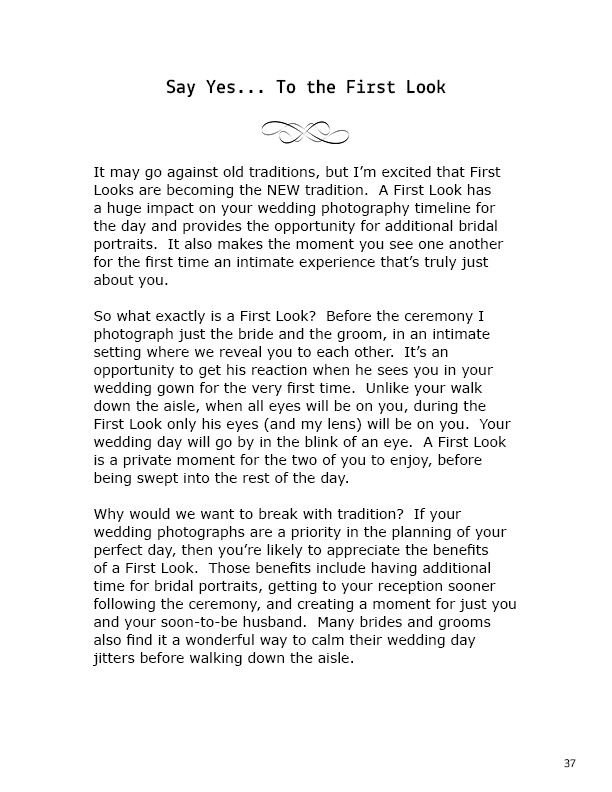 Say Yes... To the First Look
It may go against old traditions, but I’m excited that First
Looks are becoming the NEW tradition.  A First Look has
a huge impact on your wedding photography timeline for
the day and provides the opportunity for additional bridal
portraits.  It also makes the moment you see one another
for the first time an intimate experience that’s truly just
about you.
So what exactly is a First Look?  Before the ceremony I
photograph just the bride and the groom, in an intimate
setting where we reveal you to each other.  It’s an
opportunity to get his reaction when he sees you in your
wedding gown for the very first time.  Unlike your walk
down the aisle, when all eyes will be on you, during the
First Look only his eyes (and my lens) will be on you.  Your
wedding day will go by in the blink of an eye.  A First Look
is a private moment for the two of you to enjoy, before
being swept into the rest of the day.
Why would we want to break with tradition?  If your
wedding photographs are a priority in the planning of your
perfect day, then you’re likely to appreciate the benefits
of a First Look.  Those benefits include having additional
time for bridal portraits, getting to your reception sooner
following the ceremony, and creating a moment for just you
and your soon-to-be husband.  Many brides and grooms
also find it a wonderful way to calm their wedding day
jitters before walking down the aisle.
37